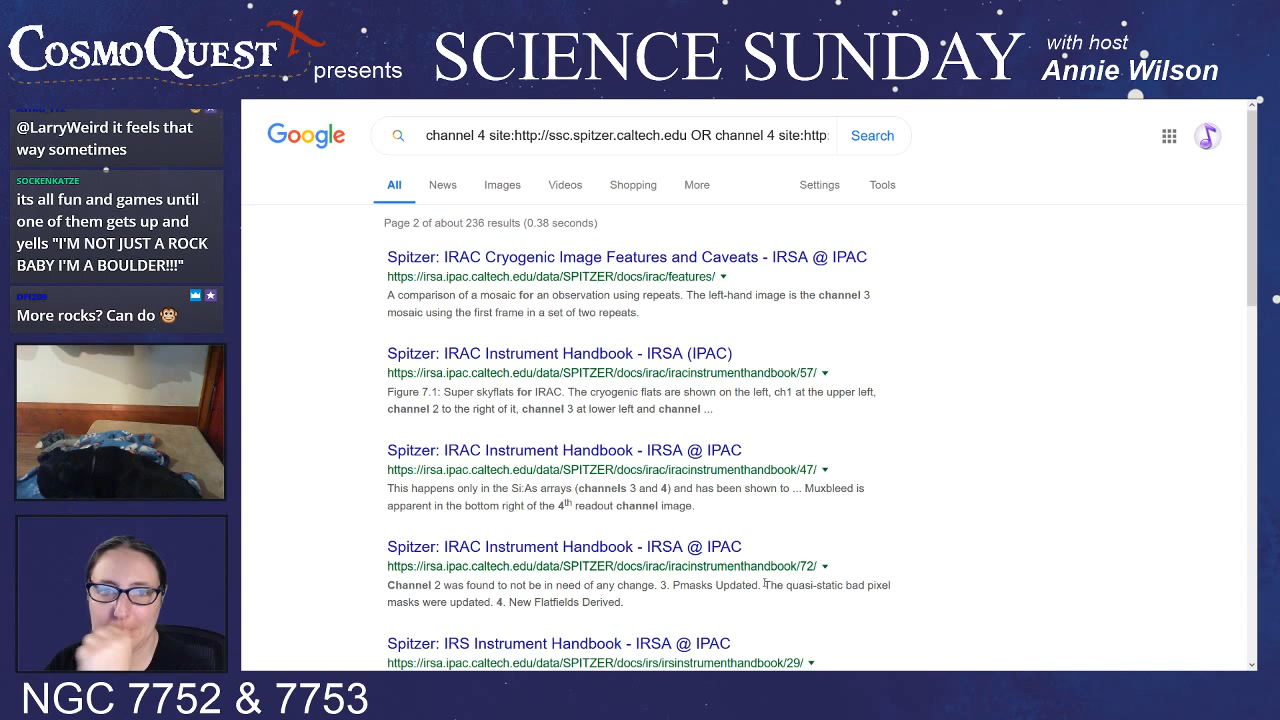 COSMOQUEST X
presents
SCIENCE SUNDAY
with host
Annie Wilson
@LarryWeird it feels that
way sometimes
SOCKENKATZE
its all fun and games until
one of them gets up and
yells "I'M NOT JUST A ROCK
BABY I'M A BOULDER!!!"
More rocks? Can do
Google
channel 4 site:http://ssc.spitzer.caltech.edu OR channel 4 site:http:
Search
All
News
Images
Videos
Shopping
More
Settings
Tools
Page 2 of about 236 results (0.38 seconds)
Spitzer: IRAC Cryogenic Image Features and Caveats - IRSA @ IPAC
https://irsa.ipac.caltech.edu/data/SPITZER/docs/irac/features/
A comparison of a mosaic for an observation using repeats. The left-hand image is the channel 3
mosaic using the first frame in a set of two repeats.
Spitzer: IRAC Instrument Handbook - IRSA (IPAC)
https://irsa.ipac.caltech.edu/data/SPITZER/docs/irac/iracinstrumenthandbook/57/
Figure 7.1: Super skyflats for IRAC. The cryogenic flats are shown on the left, ch1 at the upper left,
channel 2 to the right of it, channel 3 at lower left and channel ...
Spitzer: IRAC Instrument Handbook - IRSA @ IPAC
https://irsa.ipac.caltech.edu/data/SPITZER/docs/irac/iracinstrumenthandbook/47/
This happens only in the Si:As arrays (channels 3 and 4) and has been shown to ... Muxbleed is
apparent in the bottom right of the 4th readout channel image.
Spitzer: IRAC Instrument Handbook - IRSA @ IPAC
https://irsa.ipac.caltech.edu/data/SPITZER/docs/irac/iracinstrumenthandbook/72/
Channel 2 was found to not be in need of any change. 3. Pmasks Updated. The quasi-static bad pixel
masks were updated. 4. New Flatfields Derived.
Spitzer: IRS Instrument Handbook - IRSA @ IPAC
https://irsa.ipac.caltech.edu/data/SPITZER/docs/irs/irsinstrumenthandbook/29/
NGC 7752 & 7753